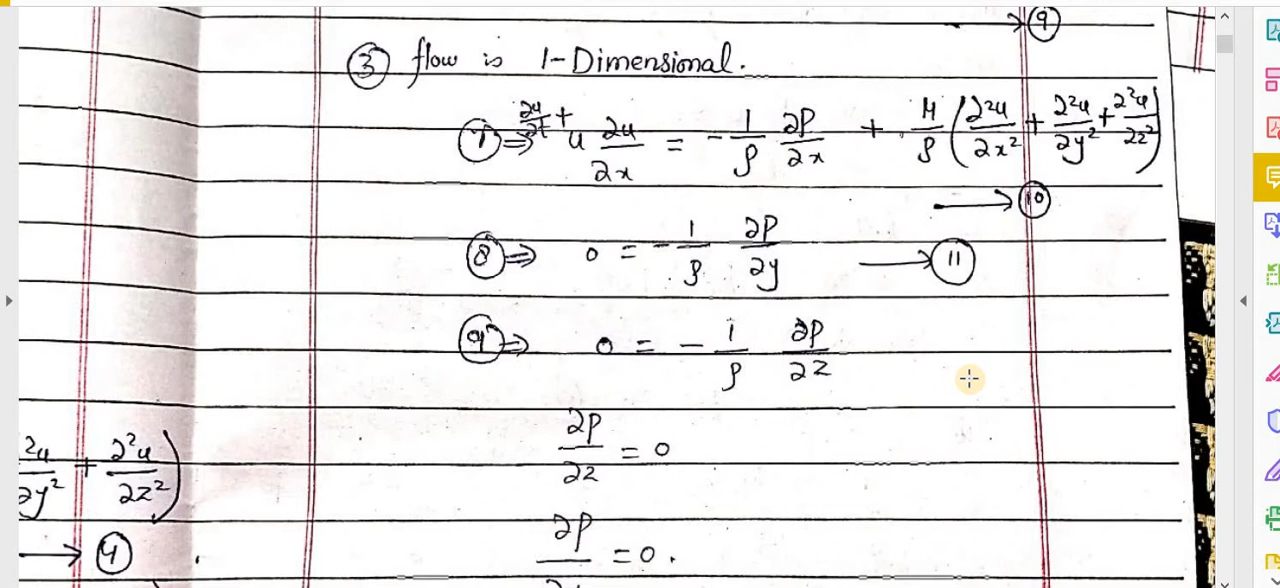 → ⑨
③ flow is 1-Dimensional.
⑦ ⇒ ∂u/∂t + u ∂u/∂x = -1/ρ ∂P/∂x + μ/ρ (∂²u/∂x² + ∂²u/∂y² + ∂²u/∂z²)
→ ⑩
⑧ ⇒ 0 = -1/ρ ∂P/∂y → ⑪
⑨ ⇒ 0 = -1/ρ ∂P/∂z
∂P/∂z = 0
²u/∂y² + ∂²u/∂z²)
∂P/ = 0.
→ ④